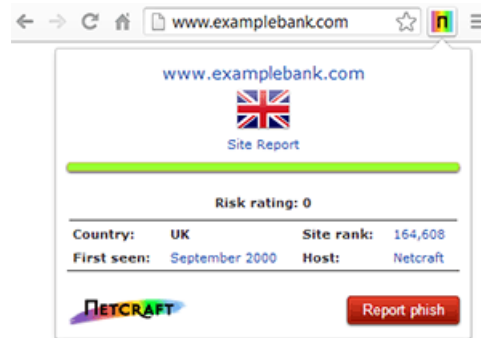 www.examplebank.com
n
www.examplebank.com
Site Report
Risk rating: 0
Country: UK Site rank: 164,608
First seen: September 2000 Host: Netcraft
NETCRAFT Report phish